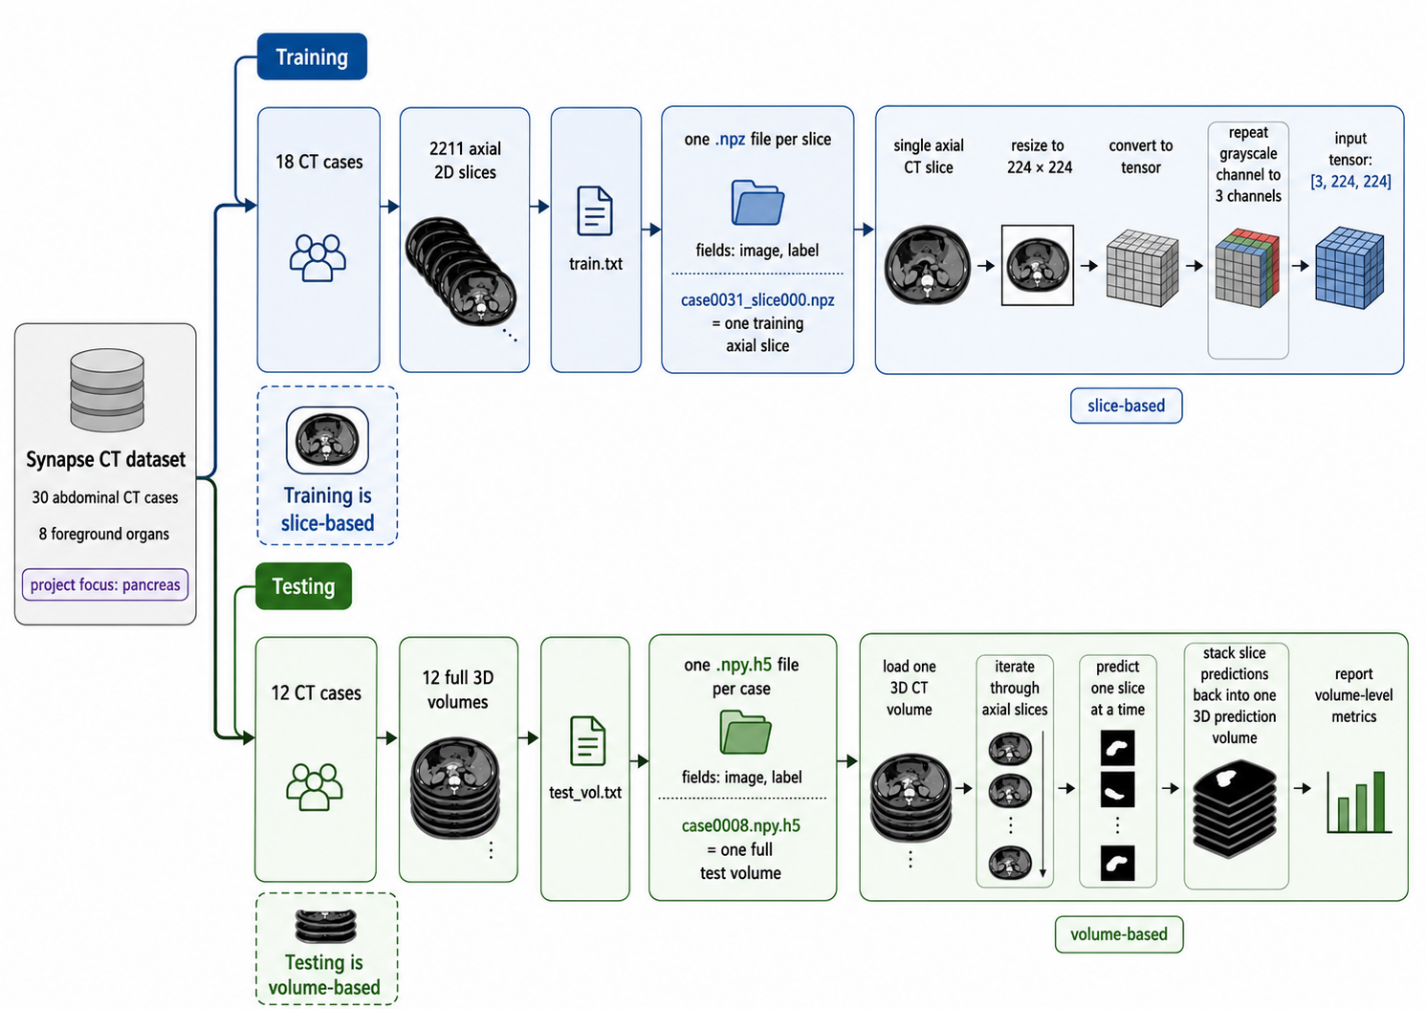 Training
18 CT cases
2211 axial
2D slices
train.txt
one .npz file per slice
fields: image, label
case0031_slice000.npz
= one training
axial slice
single axial
CT slice
resize to
224 × 224
convert to
tensor
repeat
grayscale
channel to
3 channels
input
tensor:
[3, 224, 224]
slice-based
Training is
slice-based
Synapse CT dataset
30 abdominal CT cases
8 foreground organs
project focus: pancreas
Testing
12 CT cases
12 full 3D
volumes
test_vol.txt
one .npy.h5 file
per case
fields: image, label
case0008.npy.h5
= one full
test volume
load one
3D CT
volume
iterate
through
axial slices
predict
one slice
at a time
stack slice
predictions
back into one
3D prediction
volume
report
volume-level
metrics
volume-based
Testing is
volume-based